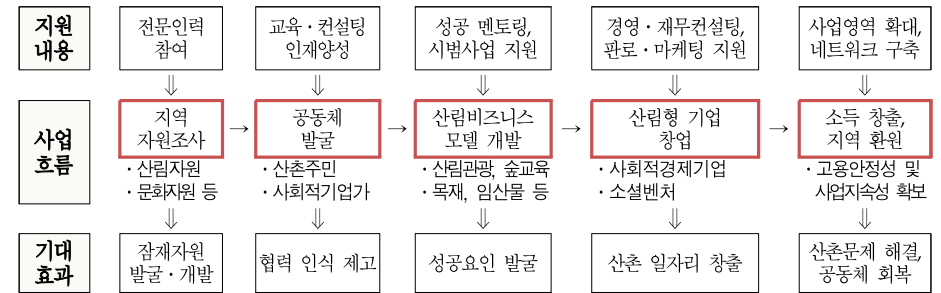 지원
내용
전문인력
참여
교육·컨설팅
인재양성
성공 멘토링,
시범사업 지원
경영·재무컨설팅,
판로·마케팅 지원
사업영역 확대,
네트워크 구축
⇓ ⇓ ⇓ ⇓ ⇓
사업
흐름
지역
자원조사
→
공동체
발굴
→
산림비즈니스
모델 개발
→
산림형 기업
창업
→
소득 창출,
지역 환원
·산림자원
·문화자원 등
·산촌주민
·사회적기업가
·산림관광, 숲교육
·목재, 임산물 등
·사회적경제기업
·소셜벤처
·고용안정성 및
사업지속성 확보
⇓ ⇓ ⇓ ⇓ ⇓
기대
효과
잠재자원
발굴·개발
협력 인식 제고
성공요인 발굴
산촌 일자리 창출
산촌문제 해결,
공동체 회복